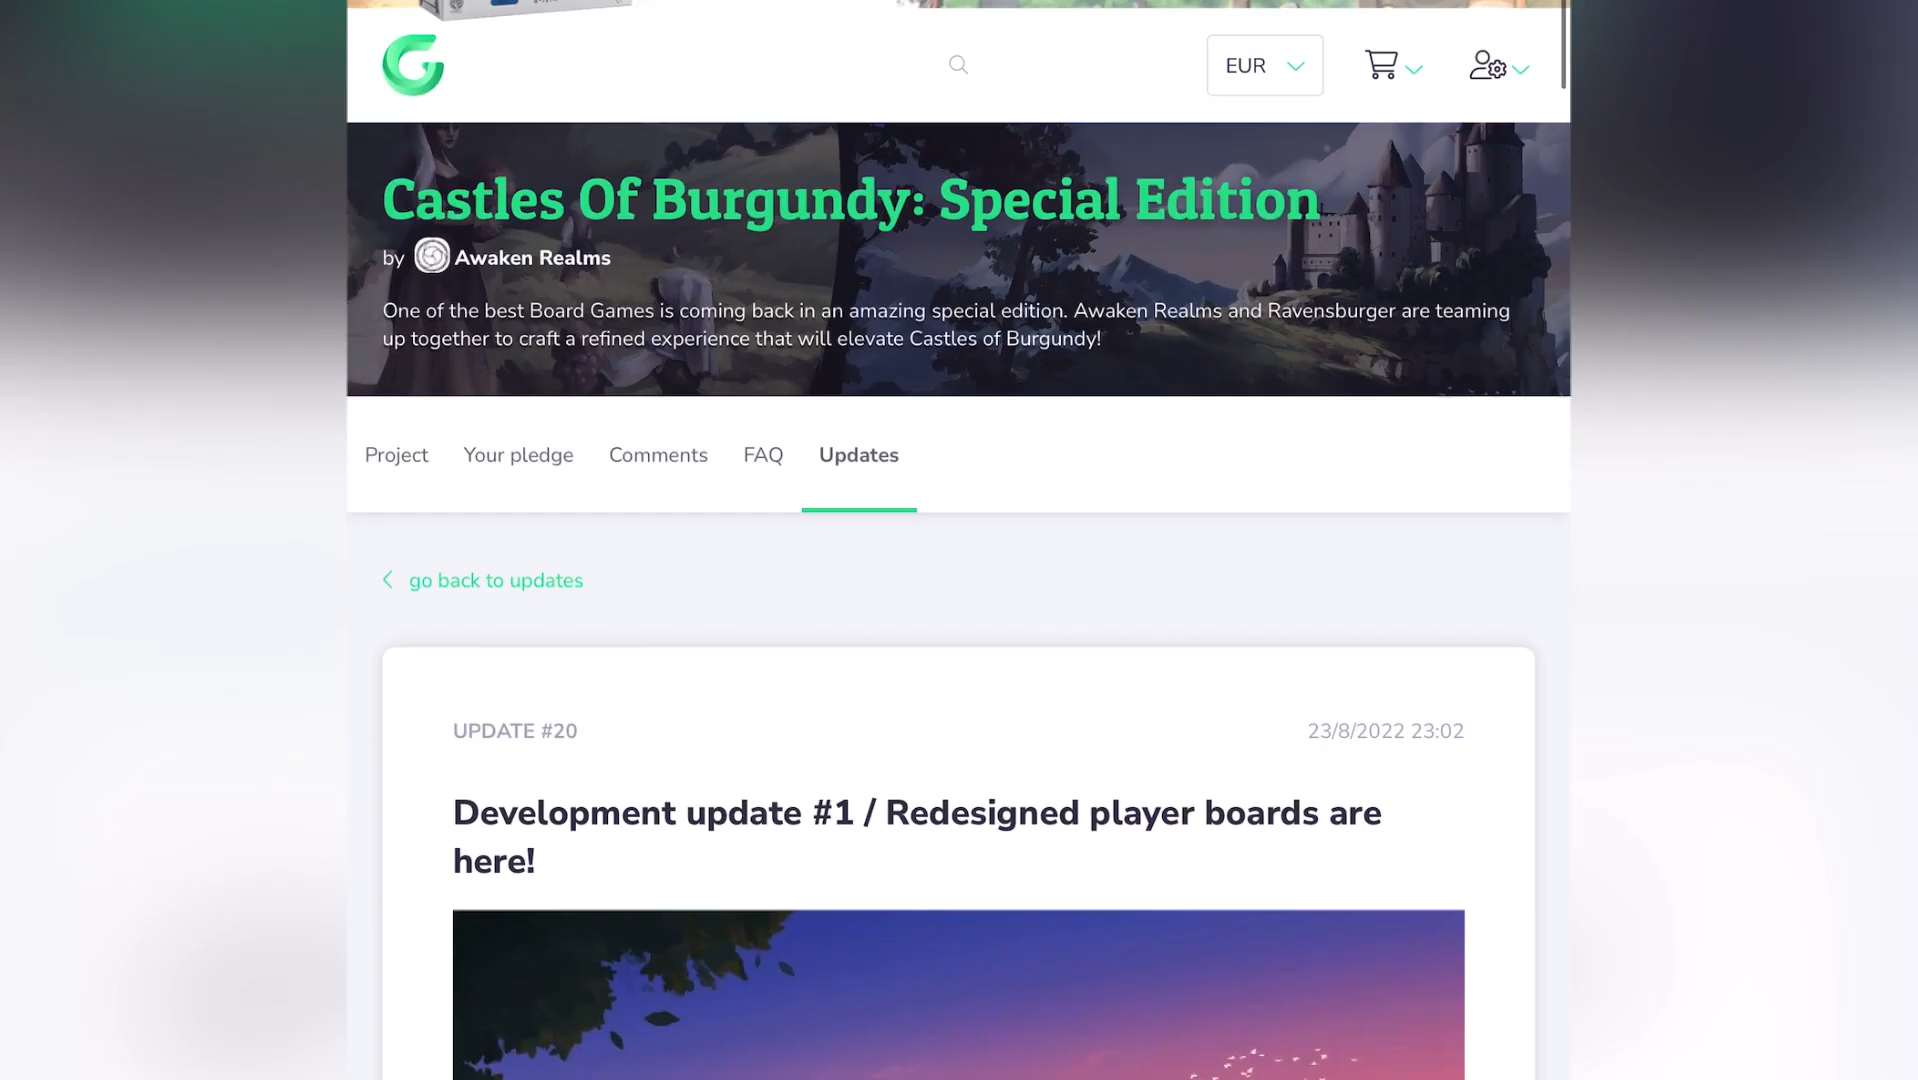 EUR
Castles Of Burgundy: Special Edition
by Awaken Realms
One of the best Board Games is coming back in an amazing special edition. Awaken Realms and Ravensburger are teaming
up together to craft a refined experience that will elevate Castles of Burgundy!
Project Your pledge Comments FAQ Updates
go back to updates
UPDATE #20 23/8/2022 23:02
Development update #1 / Redesigned player boards are
here!